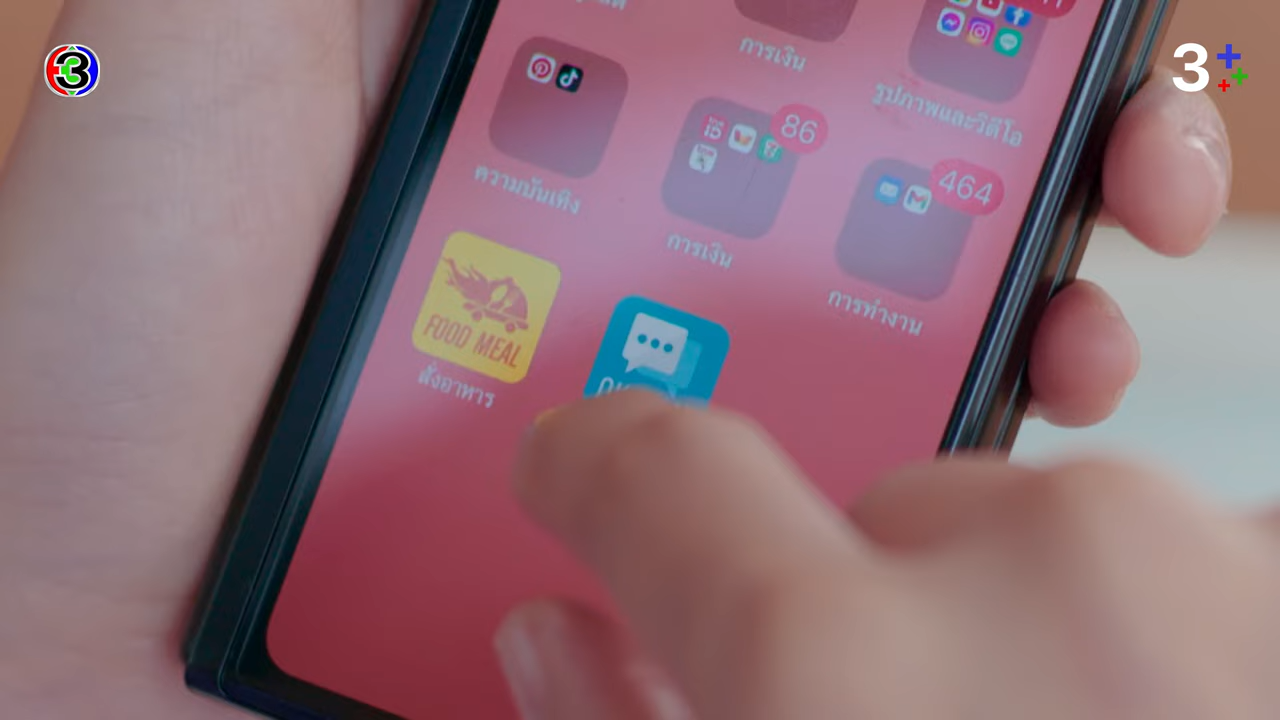 3
3
การเงิน
รูปภาพและวิดีโอ
86
464
ความบันเทิง
การเงิน
การทำงาน
FOOD MEAL
สั่งอาหาร